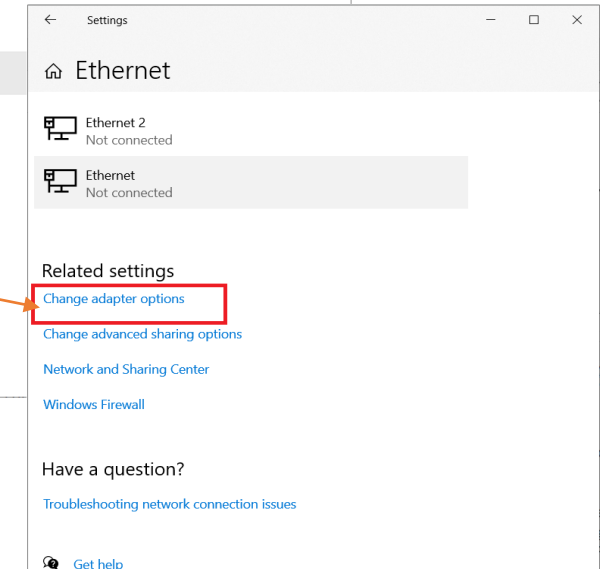 Settings
Ethernet
Ethernet 2
Not connected
Ethernet
Not connected
Related settings
Change adapter options
Change advanced sharing options
Network and Sharing Center
Windows Firewall
Have a question?
Troubleshooting network connection issues
Get help